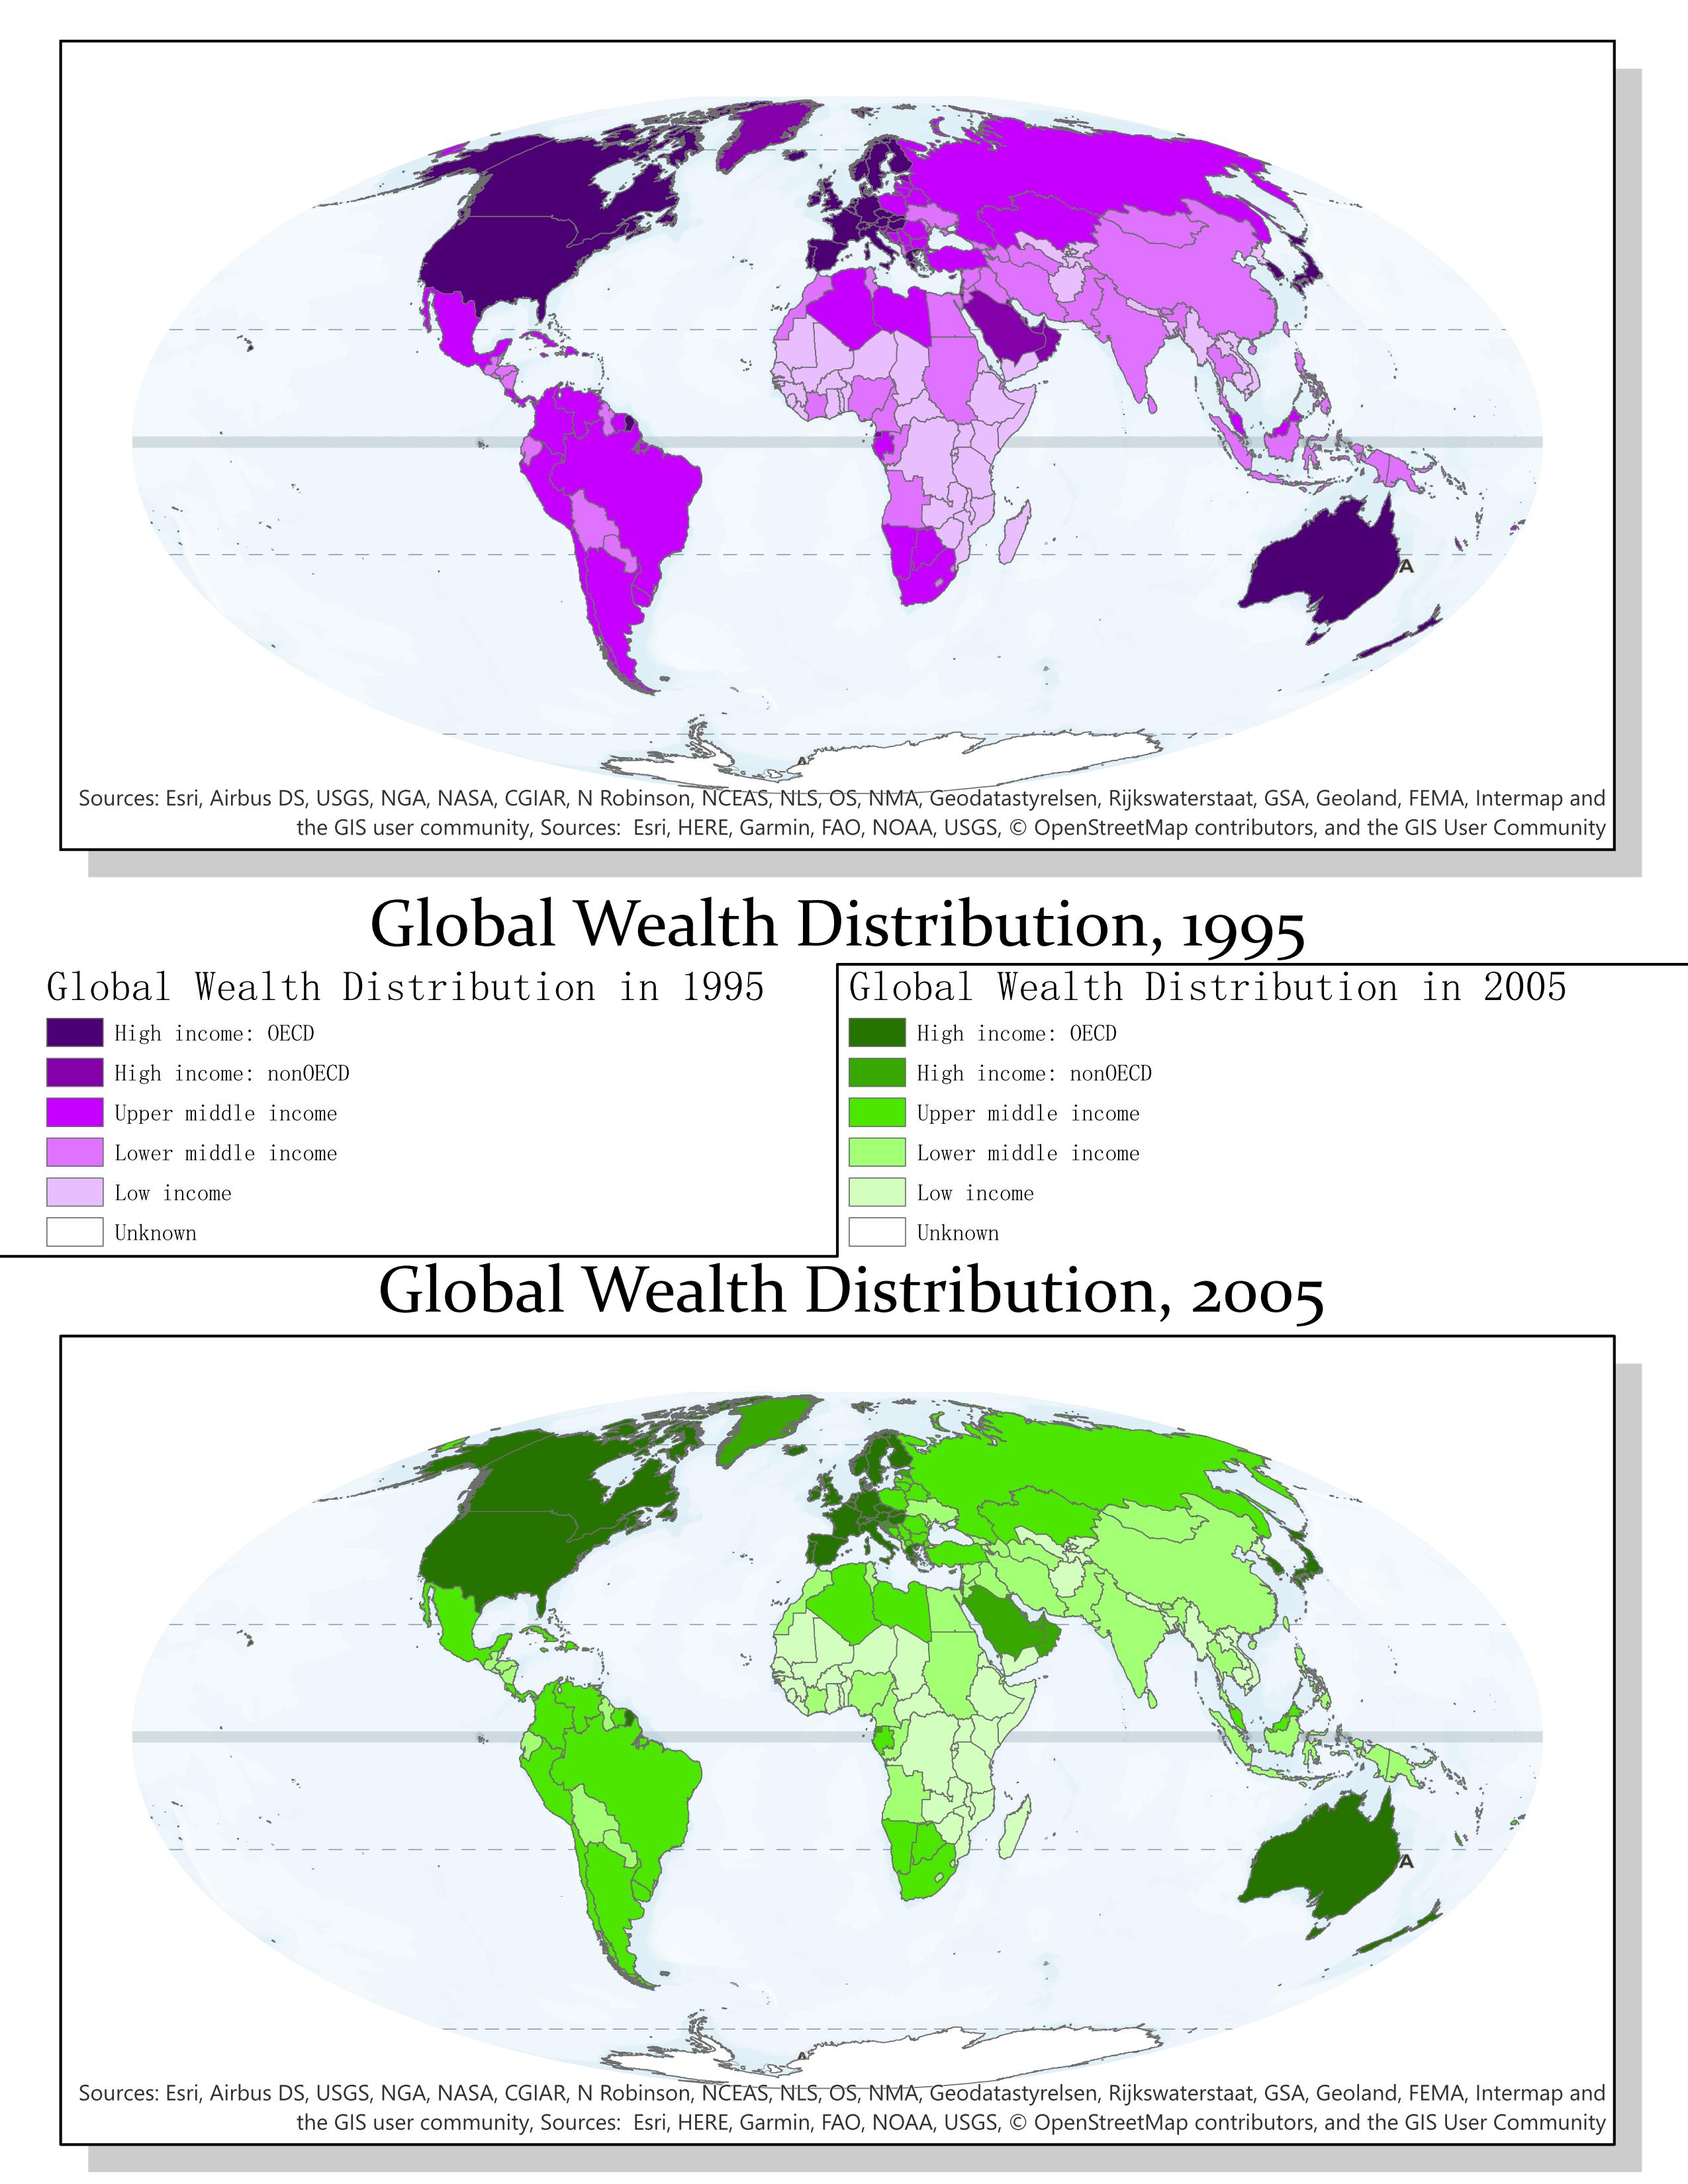 A
A
Sources: Esri, Airbus DS, USGS, NGA, NASA, CGIAR, N Robinson, NCEAS, NLS, OS, NMA, Geodatastyrelsen, Rijkswaterstaat, GSA, Geoland, FEMA, Intermap and
the GIS user community, Sources: Esri, HERE, Garmin, FAO, NOAA, USGS, © OpenStreetMap contributors, and the GIS User Community
Global Wealth Distribution, 1995
Global Wealth Distribution in 1995
High income: OECD
High income: nonOECD
Upper middle income
Lower middle income
Low income
Unknown
Global Wealth Distribution in 2005
High income: OECD
High income: nonOECD
Upper middle income
Lower middle income
Low income
Unknown
Global Wealth Distribution, 2005
A
A
Sources: Esri, Airbus DS, USGS, NGA, NASA, CGIAR, N Robinson, NCEAS, NLS, OS, NMA, Geodatastyrelsen, Rijkswaterstaat, GSA, Geoland, FEMA, Intermap and
the GIS user community, Sources: Esri, HERE, Garmin, FAO, NOAA, USGS, © OpenStreetMap contributors, and the GIS User Community